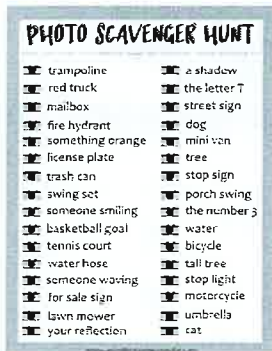 PHOTO SCAVENGER HUNT
trampoline
red truck
mailbox
fire hydrant
something orange
license plate
trash can
swing set
someone smiling
basketball goal
tennis court
water hose
someone waving
for sale sign
lawn mower
your reflection
a shadow
the letter T
street sign
dog
mini van
tree
stop sign
porch swing
the number 3
water
bicycle
tall tree
stop light
motorcycle
umbrella
cat